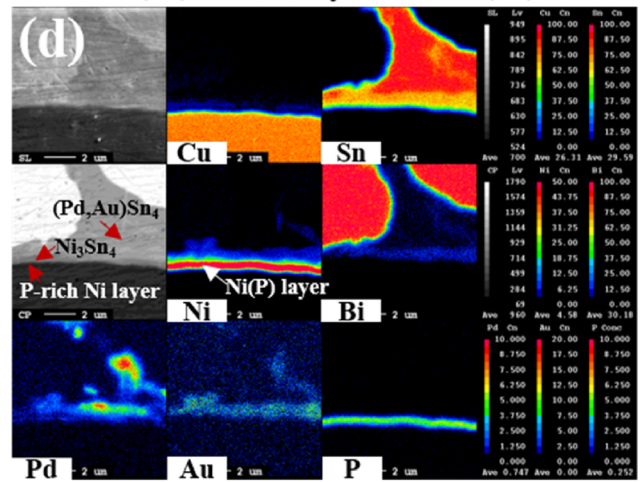 (d)
SL 2 um
Cu 2 um
Sn 2 um
SL Lv Cu Cn Sn Cn
949 100.00 100.00
895 87.50 87.50
842 75.00 75.00
789 62.50 62.50
736 50.00 50.00
683 37.50 37.50
630 25.00 25.00
577 12.50 12.50
524 0.00 0.00
Ave 700 Ave 26.31 Ave 29.59
(Pd,Au)Sn4
Ni3Sn4
P-rich Ni layer
CP 2 um
Ni(P) layer
Ni 2 um
Bi 2 um
CP Lv Ni Cn Bi Cn
1790 50.00 100.00
1574 43.75 87.50
1359 37.50 75.00
1144 31.25 62.50
929 25.00 50.00
714 18.75 37.50
499 12.50 25.00
284 6.25 12.50
69 0.00 0.00
Ave 960 Ave 4.58 Ave 30.18
Pd 2 um
Au 2 um
P 2 um
Pd Cn Au Cn P Conc
10.000 20.00 10.000
8.750 17.50 8.750
7.500 15.00 7.500
6.250 12.50 6.250
5.000 10.00 5.000
3.750 7.50 3.750
2.500 5.00 2.500
1.250 2.50 1.250
0.000 0.00 0.000
Ave 0.747 Ave 0.00 Ave 0.252